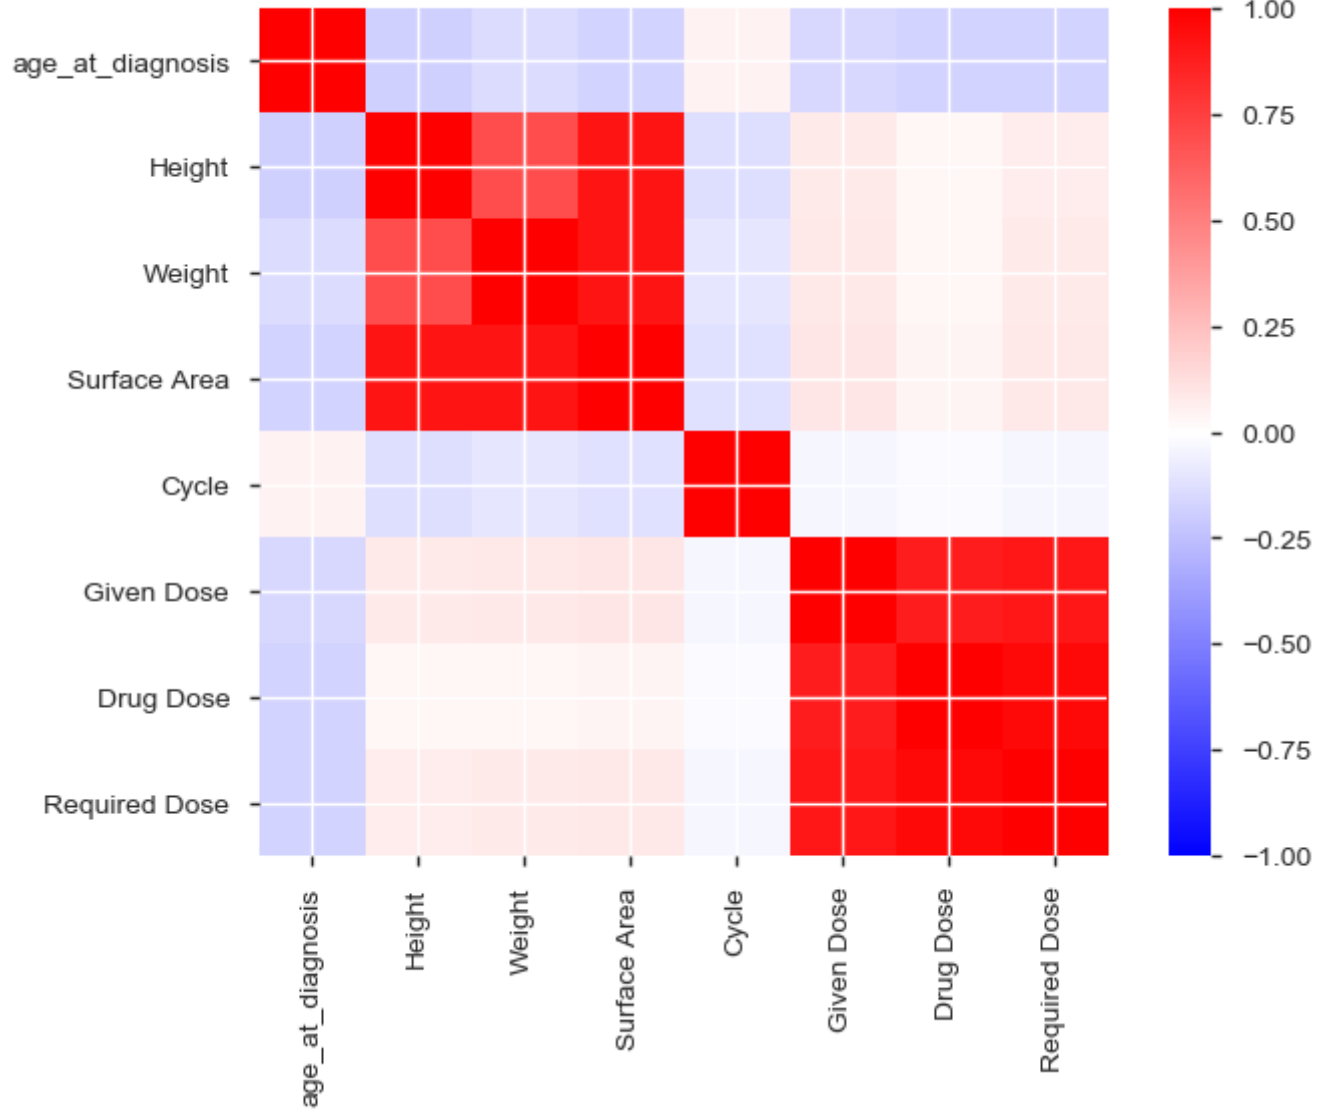 age_at_diagnosis
Height
Weight
Surface Area
Cycle
Given Dose
Drug Dose
Required Dose
age_at_diagnosis
Height
Weight
Surface Area
Cycle
Given Dose
Drug Dose
Required Dose
1.00
0.75
0.50
0.25
0.00
−0.25
−0.50
−0.75
−1.00